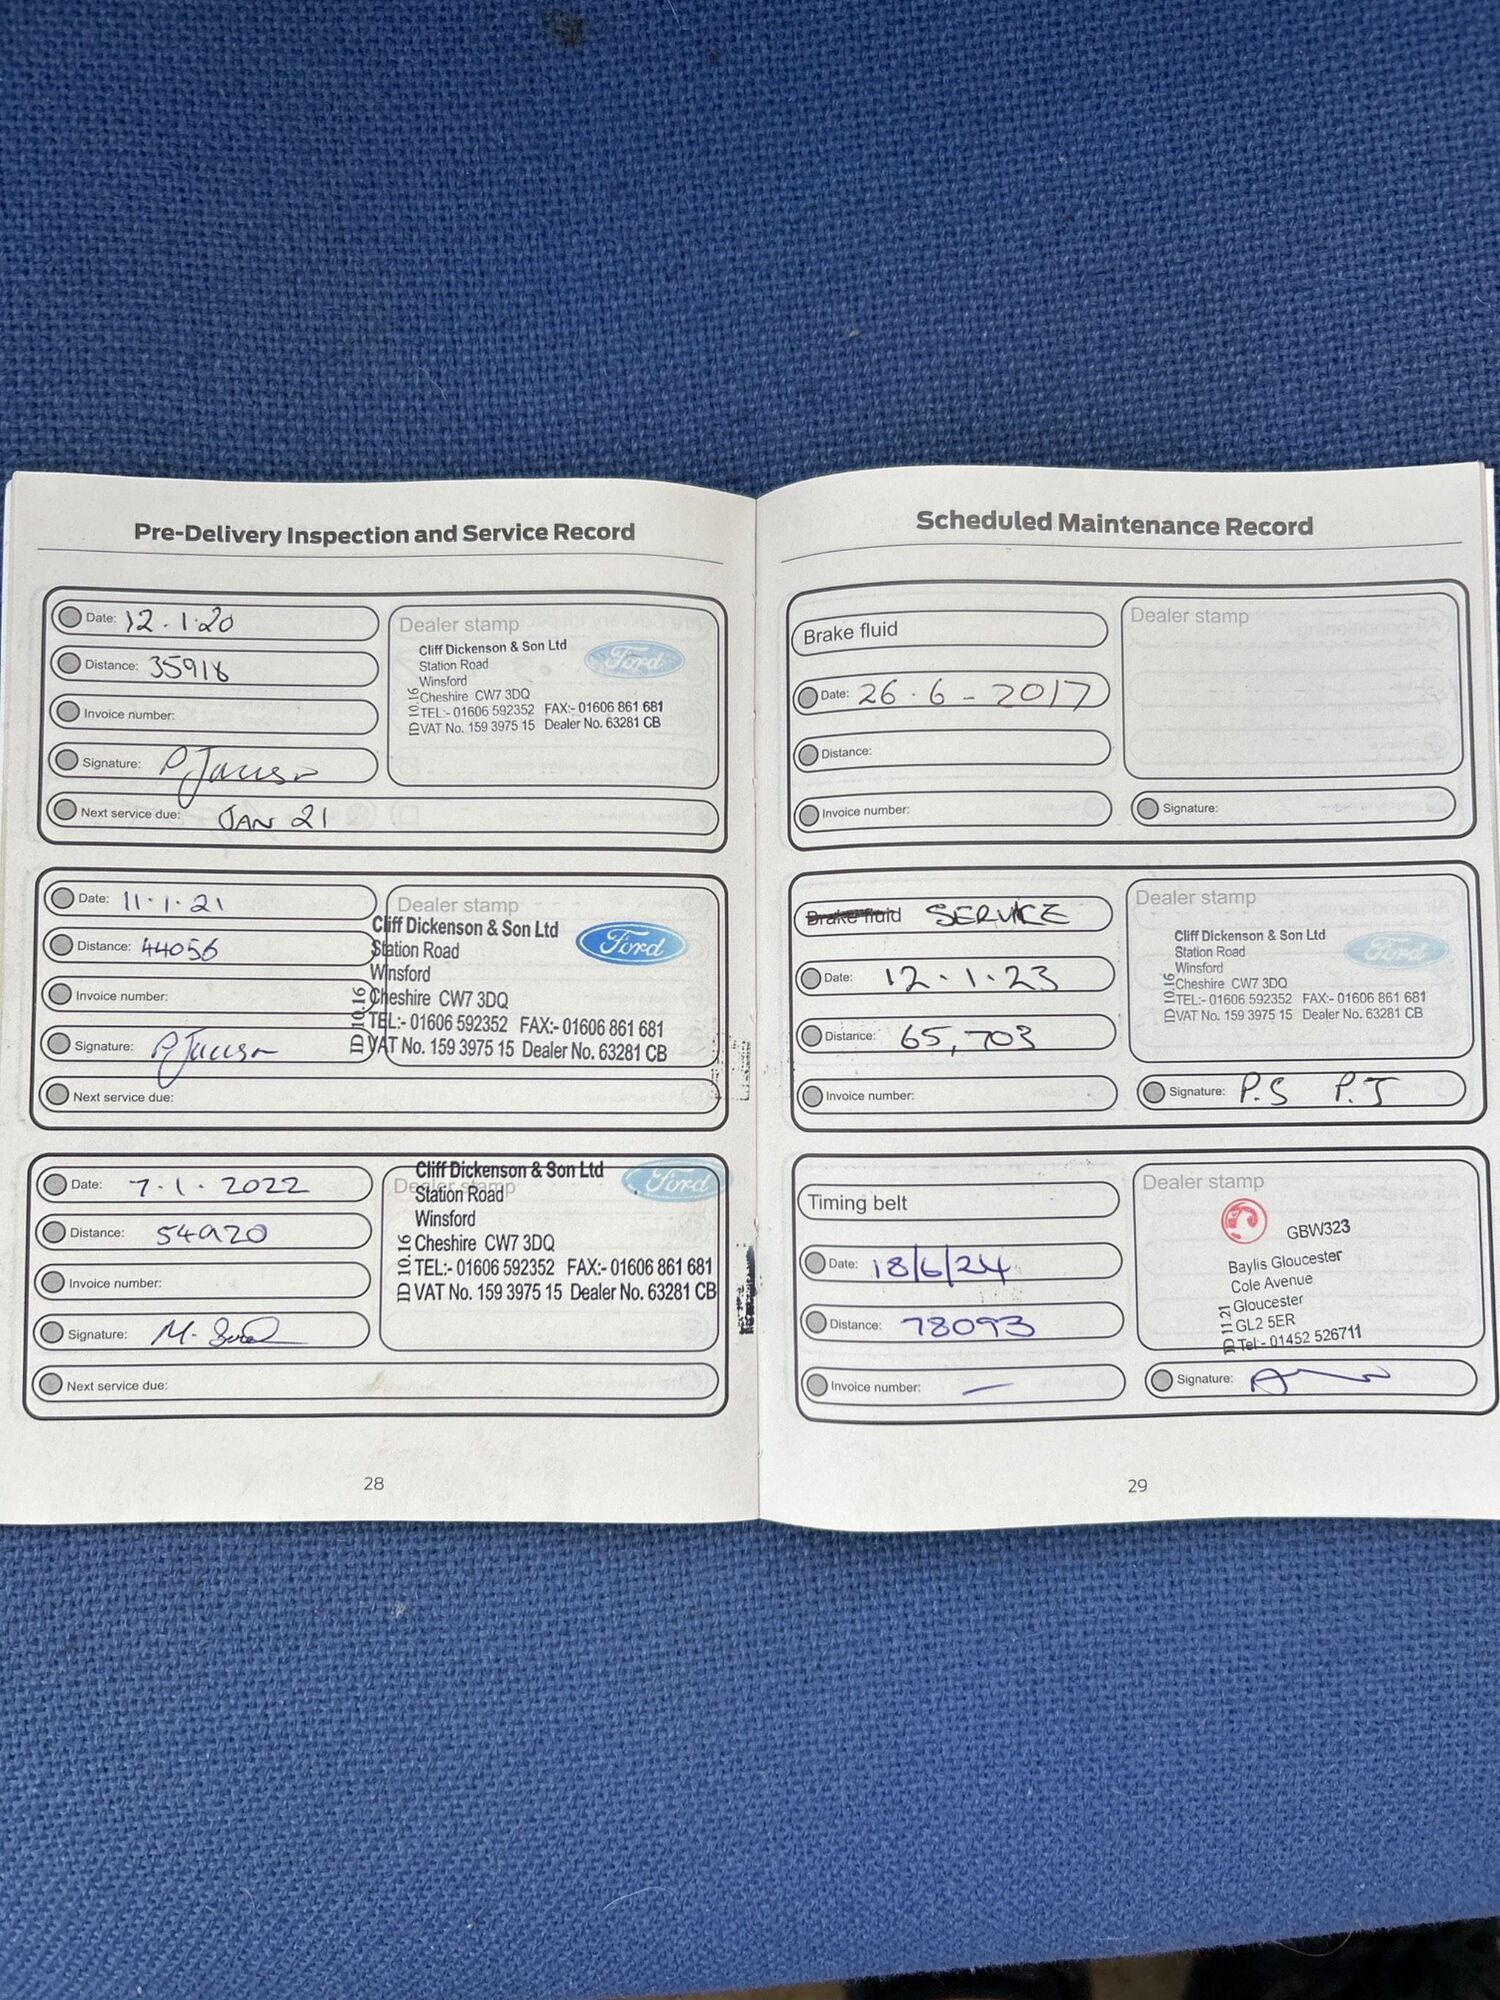 Pre-Delivery Inspection and Service Record
Date: 12.1.20
Distance: 35918
Invoice number:
Signature:
Next service due: JAN 21
Dealer stamp
Cliff Dickenson & Son Ltd
Station Road
Winsford
Cheshire CW7 3DQ
TEL:- 01606 592352 FAX:- 01606 861 681
VAT No. 159 3975 15 Dealer No. 63281 CB
ID 10.16
Ford
Date: 11.1.21
Distance: 44056
Invoice number:
Signature:
Next service due:
Dealer stamp
Cliff Dickenson & Son Ltd
Station Road
Winsford
Cheshire CW7 3DQ
TEL:- 01606 592352 FAX:- 01606 861 681
VAT No. 159 3975 15 Dealer No. 63281 CB
ID 10.16
Ford
Date: 7.1.2022
Distance: 54920
Invoice number:
Signature:
Next service due:
Dealer stamp
Cliff Dickenson & Son Ltd
Station Road
Winsford
Cheshire CW7 3DQ
TEL:- 01606 592352 FAX:- 01606 861 681
VAT No. 159 3975 15 Dealer No. 63281 CB
ID 10.16
Ford
28
Scheduled Maintenance Record
Brake fluid
Date: 26.6-2017
Distance:
Invoice number:
Dealer stamp
Signature:
Brake fluid SERVICE
Date: 12.1.23
Distance: 65,703
Invoice number:
Dealer stamp
Cliff Dickenson & Son Ltd
Station Road
Winsford
Cheshire CW7 3DQ
TEL:- 01606 592352 FAX:- 01606 861 681
VAT No. 159 3975 15 Dealer No. 63281 CB
ID 10.16
Ford
Signature: P.S P.J
Timing belt
Date: 18/6/24
Distance: 78093
Invoice number: —
Dealer stamp
GBW323
Baylis Gloucester
Cole Avenue
Gloucester
GL2 5ER
Tel:- 01452 526711
ID 11.21
Signature:
29